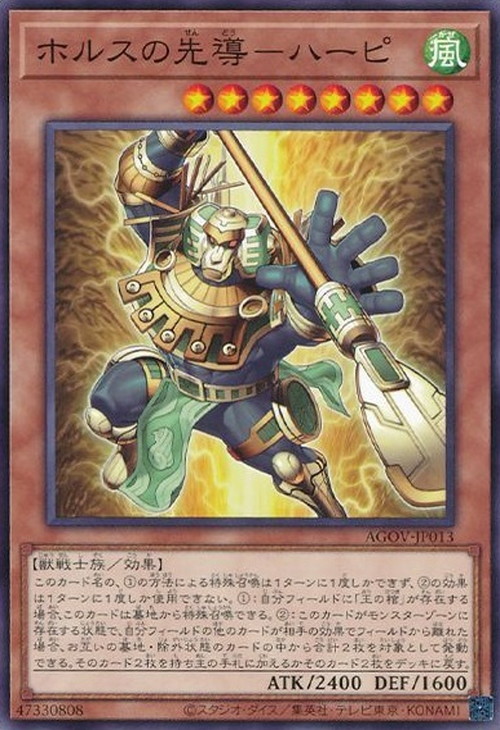 ホルスの先導－ハーピ
風
AGOV-JP013
【獣戦士族／効果】
このカード名の、①の方法による特殊召喚は1ターンに1度しかできず、②の効果
は1ターンに1度しか使用できない。①：自分フィールドに「王の棺」が存在する
場合、このカードは墓地から特殊召喚できる。②：このカードがモンスターゾーンに
存在する状態で、自分フィールドの他のカードが相手の効果でフィールドから離れた
場合、お互いの墓地・除外状態のカードの中から合計2枚を対象として発動
できる。そのカード2枚を持ち主の手札に加えるかそのカード2枚をデッキに戻す。
ATK/2400 DEF/1600
47330808
©スタジオ・ダイス／集英社・テレビ東京・KONAMI